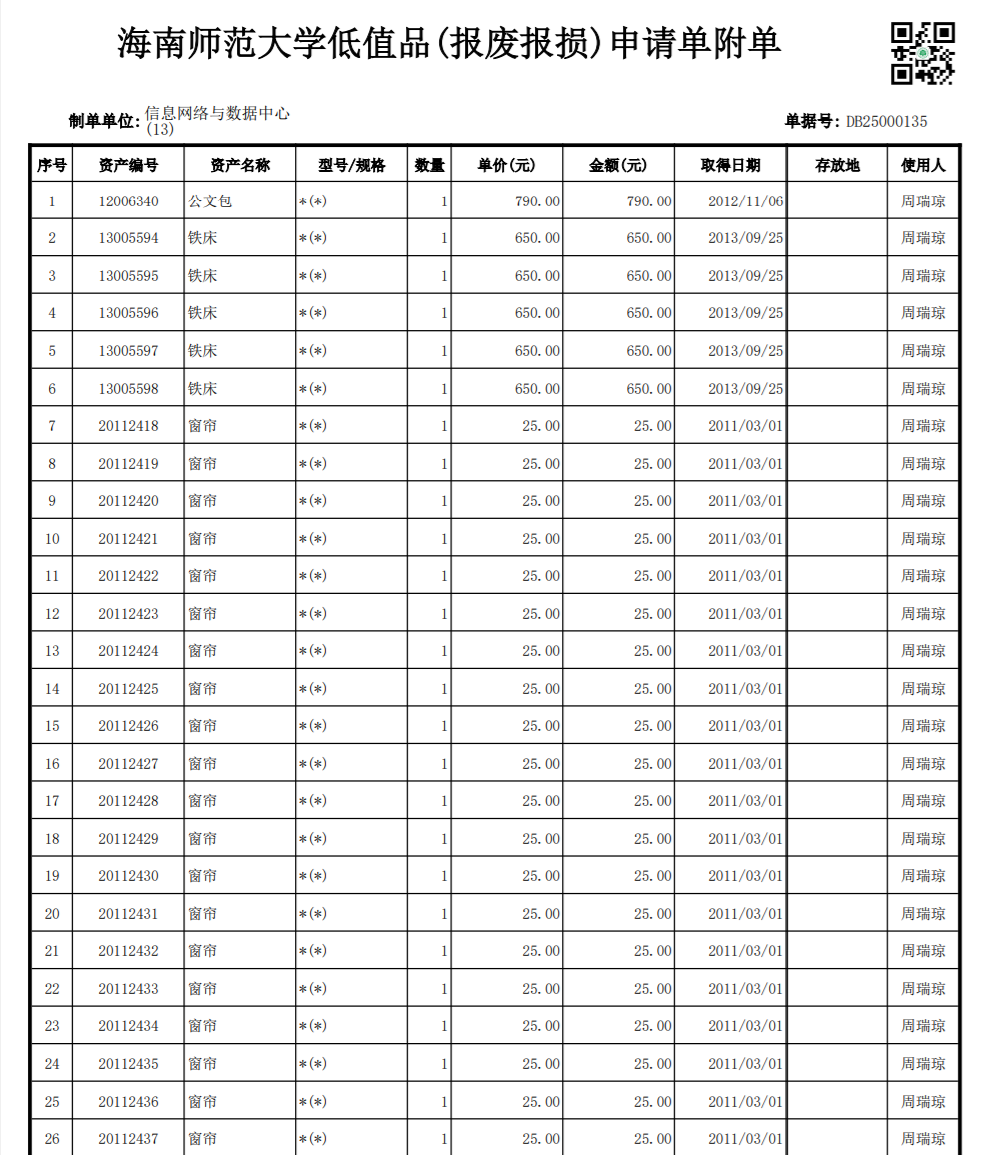 海南师范大学低值品(报废报损)申请单附单
制单单位: 信息网络与数据中心(13) 单据号: DB25000135
序号 资产编号 资产名称 型号/规格 数量 单价(元) 金额(元) 取得日期 存放地 使用人
1 12006340 公文包 *(*) 1 790.00 790.00 2012/11/06 周瑞琼
2 13005594 铁床 *(*) 1 650.00 650.00 2013/09/25 周瑞琼
3 13005595 铁床 *(*) 1 650.00 650.00 2013/09/25 周瑞琼
4 13005596 铁床 *(*) 1 650.00 650.00 2013/09/25 周瑞琼
5 13005597 铁床 *(*) 1 650.00 650.00 2013/09/25 周瑞琼
6 13005598 铁床 *(*) 1 650.00 650.00 2013/09/25 周瑞琼
7 20112418 窗帘 *(*) 1 25.00 25.00 2011/03/01 周瑞琼
8 20112419 窗帘 *(*) 1 25.00 25.00 2011/03/01 周瑞琼
9 20112420 窗帘 *(*) 1 25.00 25.00 2011/03/01 周瑞琼
10 20112421 窗帘 *(*) 1 25.00 25.00 2011/03/01 周瑞琼
11 20112422 窗帘 *(*) 1 25.00 25.00 2011/03/01 周瑞琼
12 20112423 窗帘 *(*) 1 25.00 25.00 2011/03/01 周瑞琼
13 20112424 窗帘 *(*) 1 25.00 25.00 2011/03/01 周瑞琼
14 20112425 窗帘 *(*) 1 25.00 25.00 2011/03/01 周瑞琼
15 20112426 窗帘 *(*) 1 25.00 25.00 2011/03/01 周瑞琼
16 20112427 窗帘 *(*) 1 25.00 25.00 2011/03/01 周瑞琼
17 20112428 窗帘 *(*) 1 25.00 25.00 2011/03/01 周瑞琼
18 20112429 窗帘 *(*) 1 25.00 25.00 2011/03/01 周瑞琼
19 20112430 窗帘 *(*) 1 25.00 25.00 2011/03/01 周瑞琼
20 20112431 窗帘 *(*) 1 25.00 25.00 2011/03/01 周瑞琼
21 20112432 窗帘 *(*) 1 25.00 25.00 2011/03/01 周瑞琼
22 20112433 窗帘 *(*) 1 25.00 25.00 2011/03/01 周瑞琼
23 20112434 窗帘 *(*) 1 25.00 25.00 2011/03/01 周瑞琼
24 20112435 窗帘 *(*) 1 25.00 25.00 2011/03/01 周瑞琼
25 20112436 窗帘 *(*) 1 25.00 25.00 2011/03/01 周瑞琼
26 20112437 窗帘 *(*) 1 25.00 25.00 2011/03/01 周瑞琼